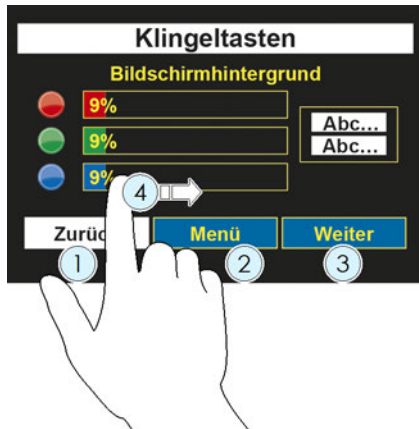 Klingeltasten
Bildschirmhintergrund
9%
Abc...
9%
Abc...
9%
4
Zurüc Menü Weiter
1 2 3